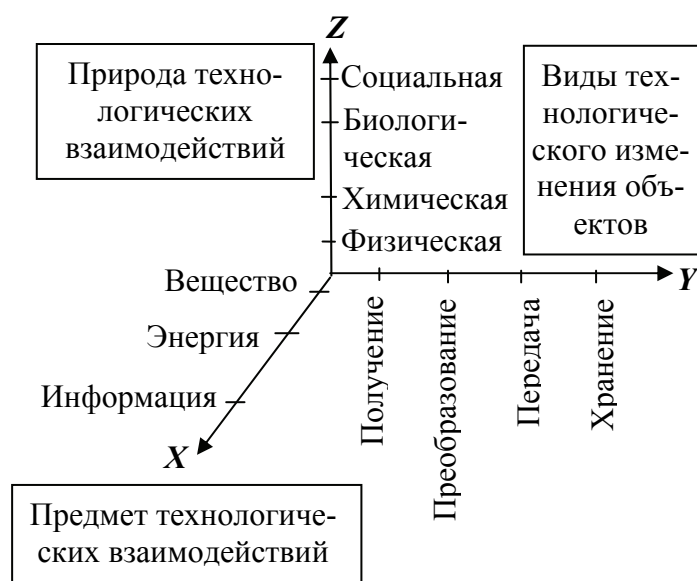 Z
Природа техно-
логических
взаимодействий
Социальная
Биологи-
ческая
Химическая
Физическая
Виды тех-
нологиче-
ского изме-
нения объ-
ектов
Y
Вещество
Энергия
Информация
X
Получение
Преобразование
Передача
Хранение
Предмет технологиче-
ских взаимодействий